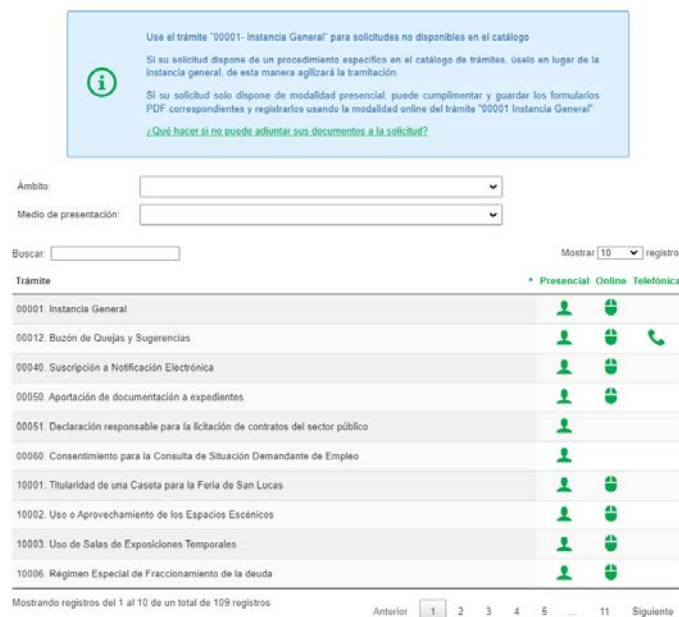 Use el trámite "00001- Instancia General" para solicitudes no disponibles en el catálogo
Si su solicitud dispone de un procedimiento específico en el catálogo de trámites, úselo en lugar de la
instancia general, de esta manera agilizará la tramitación.
Si su solicitud solo dispone de modalidad presencial, puede cumplimentar y guardar los formularios
PDF correspondientes y registrarlos usando la modalidad online del trámite "00001 Instancia General"
¿Qué hacer si no puede adjuntar sus documentos a la solicitud?
Ámbito:
Medio de presentación:
Buscar: Mostrar 10 registro
Trámite Presencial Online Telefónica
00001. Instancia General
00012. Buzón de Quejas y Sugerencias
00040. Suscripción a Notificación Electrónica
00050. Aportación de documentación a expedientes
00051. Declaración responsable para la licitación de contratos del sector público
00060. Consentimiento para la Consulta de Situación Demandante de Empleo
10001. Titularidad de una Caseta para la Feria de San Lucas
10002. Uso o Aprovechamiento de los Espacios Escénicos
10003. Uso de Salas de Exposiciones Temporales
10006. Régimen Especial de Fraccionamiento de la deuda
Mostrando registros del 1 al 10 de un total de 109 registros
Anterior 1 2 3 4 5 ... 11 Siguiente